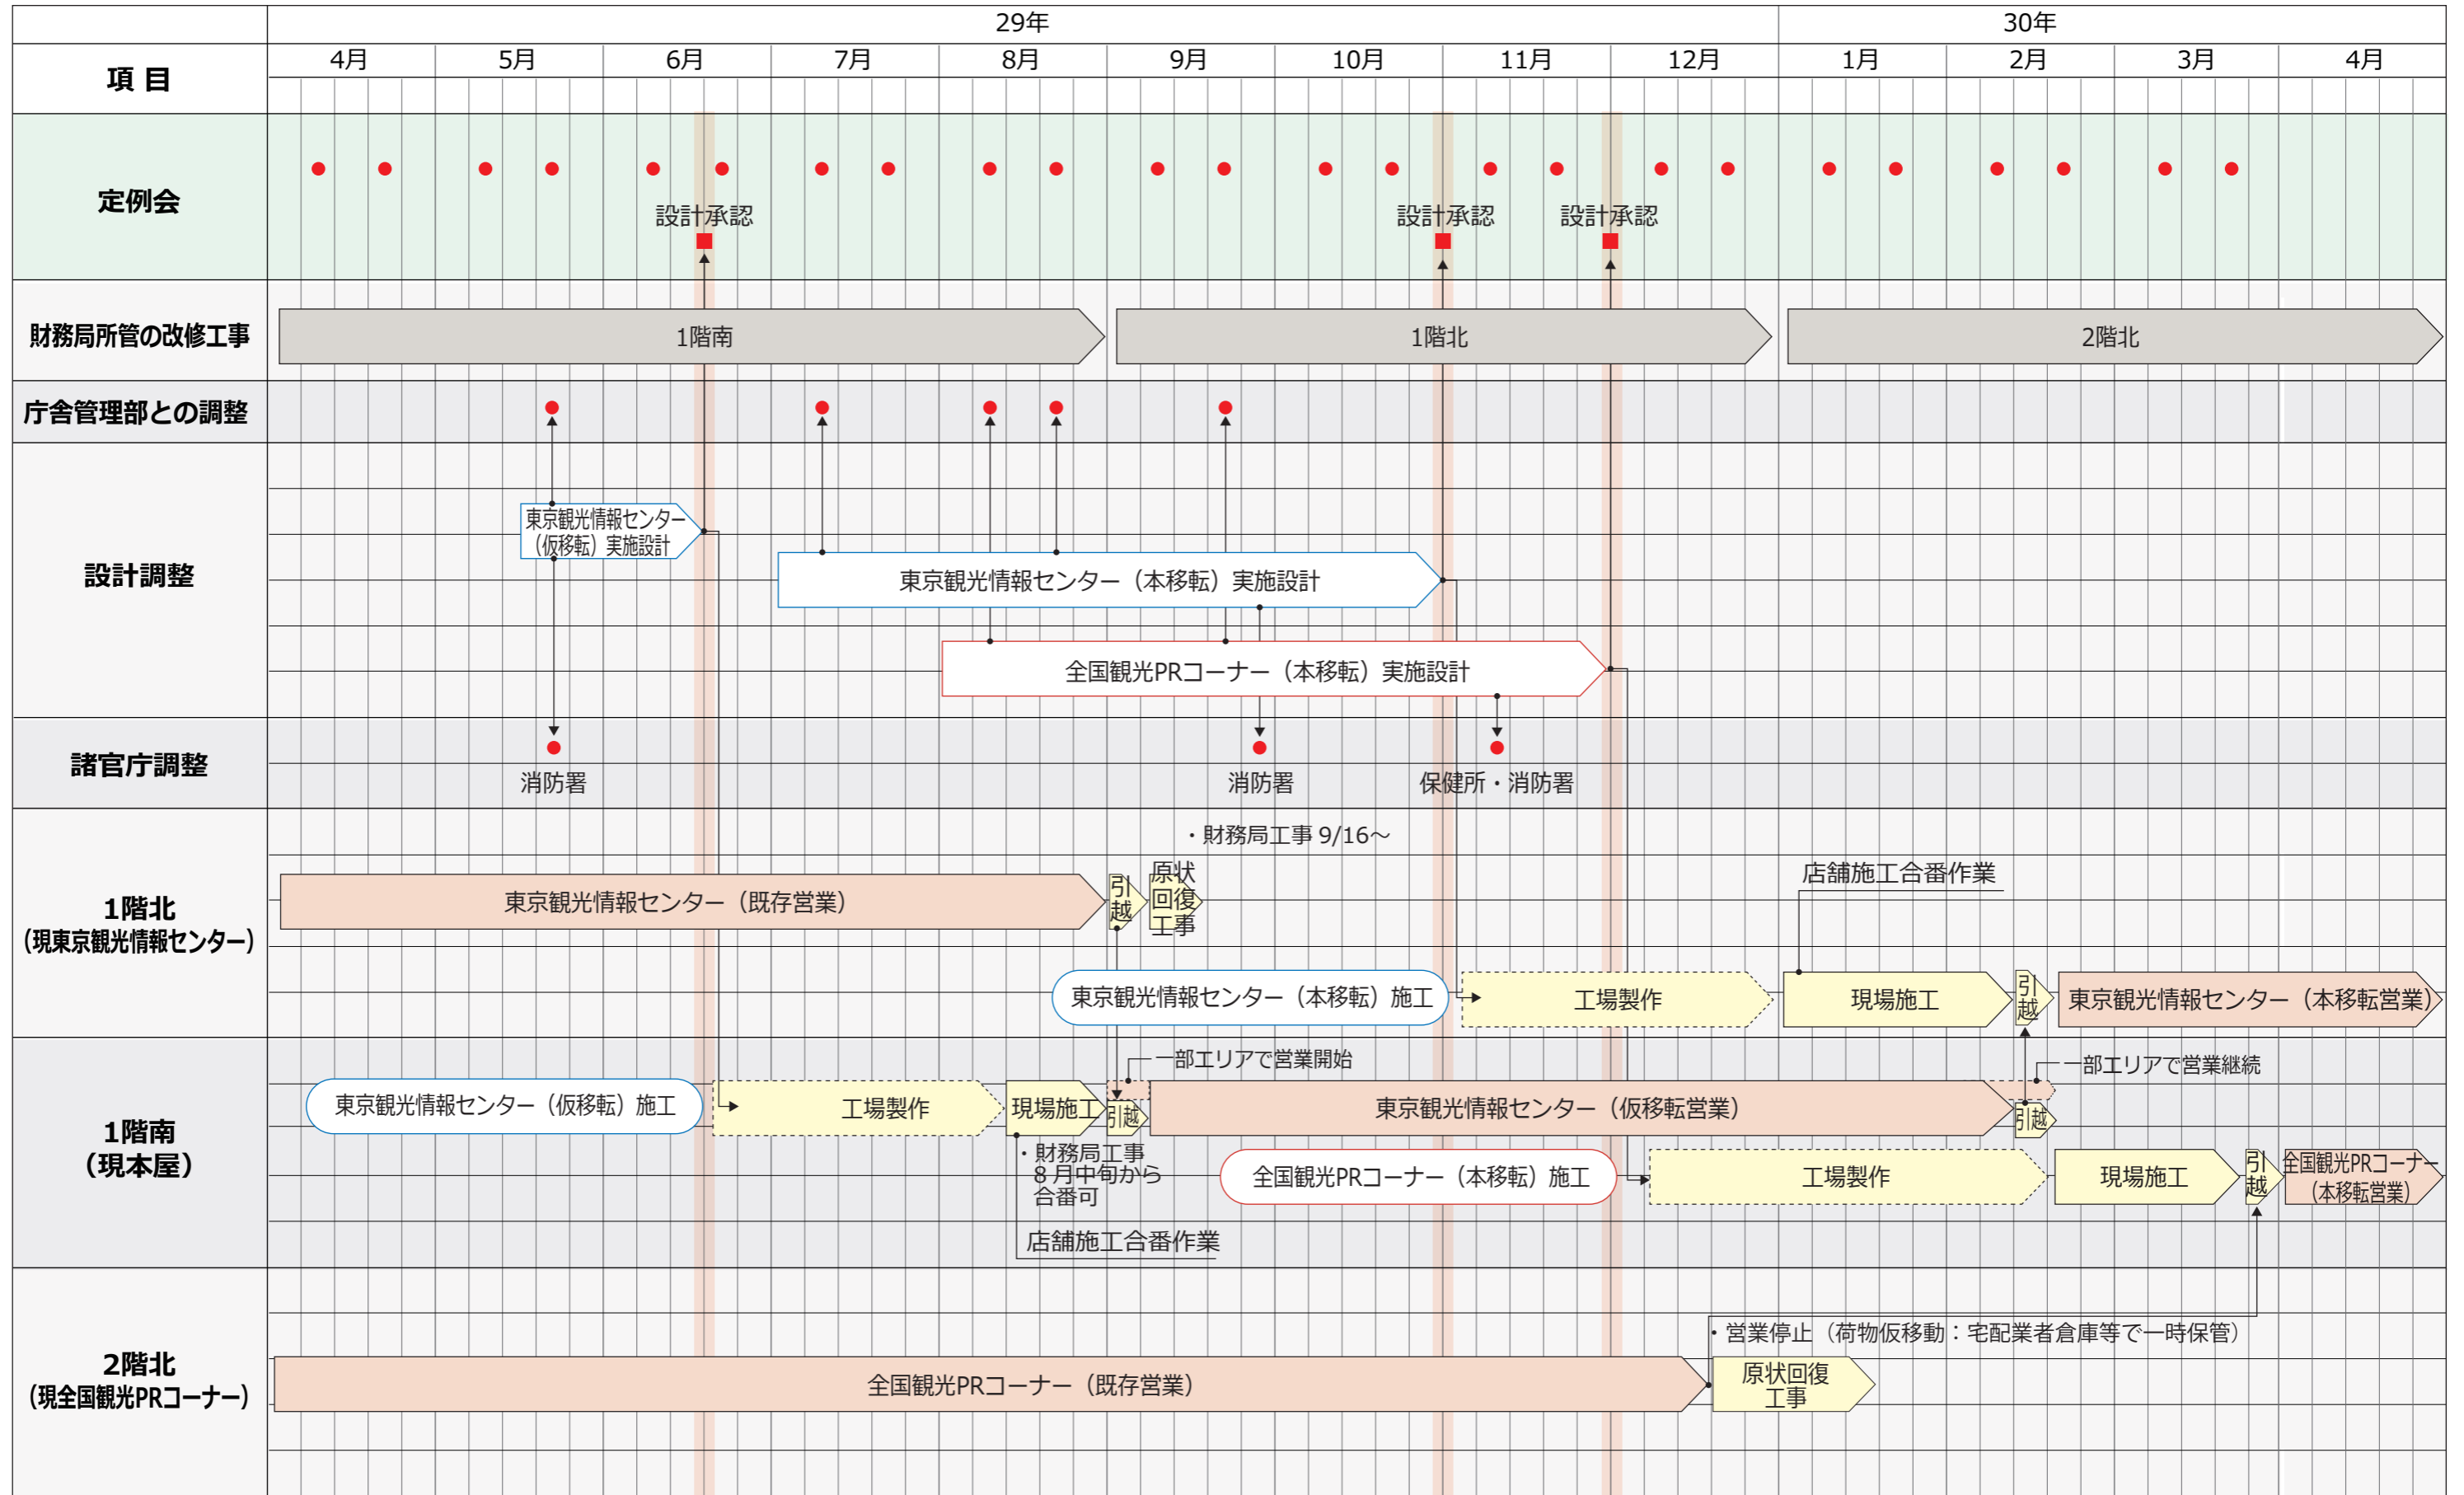 29年
30年
項 目
4月
5月
6月
7月
8月
9月
10月
11月
12月
1月
2月
3月
4月
定例会
設計承認
設計承認
設計承認
財務局所管の改修工事
1階南
1階北
2階北
庁舎管理部との調整
設計調整
東京観光情報センター
（仮移転）実施設計
東京観光情報センター（本移転）実施設計
全国観光PRコーナー（本移転）実施設計
諸官庁調整
消防署
消防署
保健所・消防署
1階北
（現東京観光情報センター）
・財務局工事 9/16～
東京観光情報センター（既存営業）
引
越
原状
回復
工事
店舗施工合番作業
東京観光情報センター（本移転）施工
工場製作
現場施工
引
越
東京観光情報センター（本移転営業）
1階南
（現本屋）
一部エリアで営業開始
一部エリアで営業継続
東京観光情報センター（仮移転）施工
工場製作
現場施工
引越
東京観光情報センター（仮移転営業）
引越
・財務局工事
8月中旬から
合番可
店舗施工合番作業
全国観光PRコーナー（本移転）施工
工場製作
現場施工
引
越
全国観光PRコーナー
（本移転営業）
2階北
（現全国観光PRコーナー）
・営業停止（荷物仮移動：宅配業者倉庫等で一時保管）
全国観光PRコーナー（既存営業）
原状回復
工事